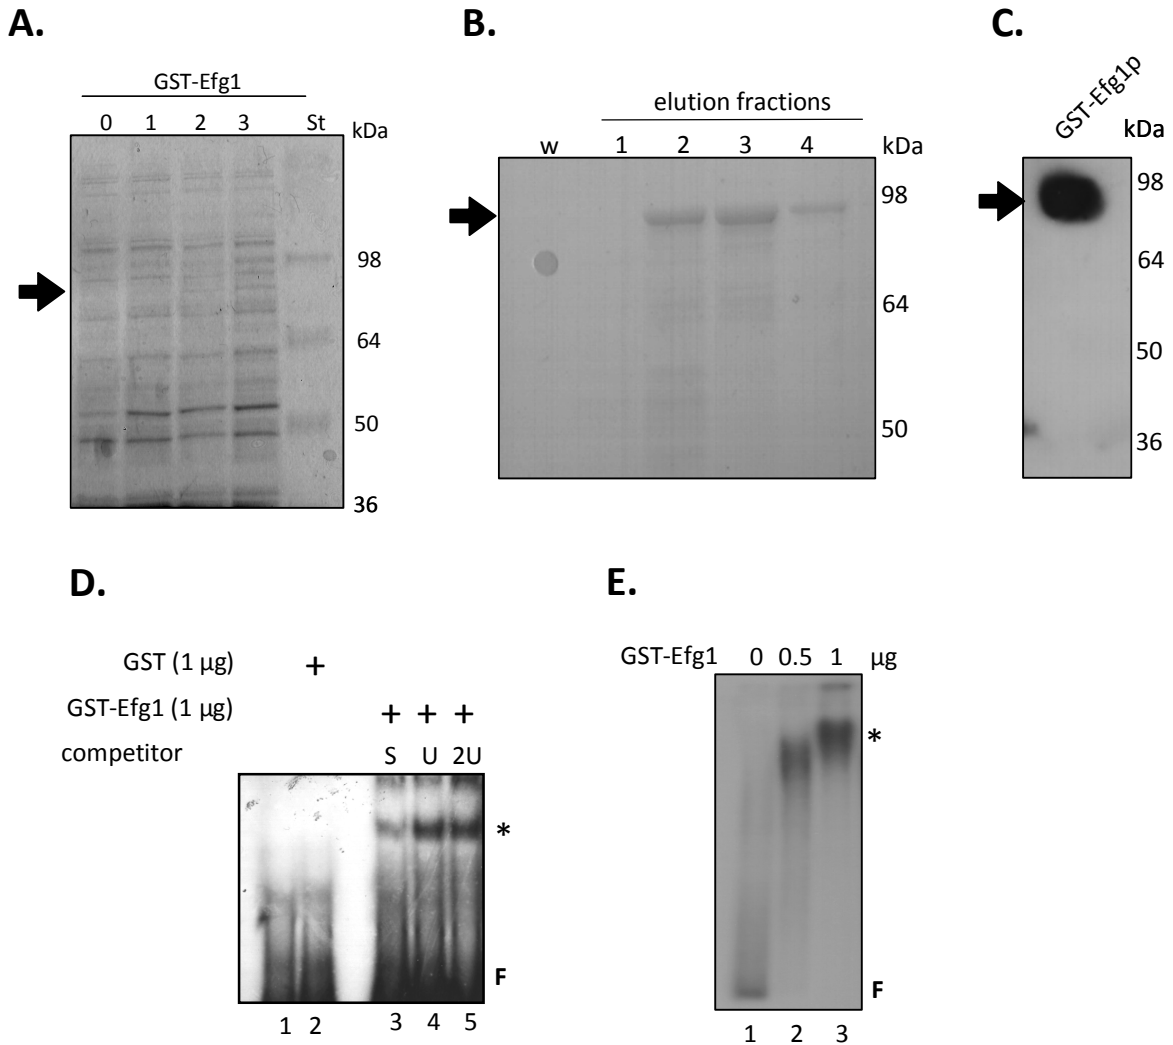 A.
GST-Efg1
0 1 2 3 St kDa
98
64
50
36
B.
elution fractions
w 1 2 3 4 kDa
98
64
50
C.
GST-Efg1p
kDa
98
64
50
36
D.
GST (1 µg) +
GST-Efg1 (1 µg) + + +
competitor S U 2U
*
F
1 2 3 4 5
E.
GST-Efg1 0 0.5 1 µg
*
F
1 2 3